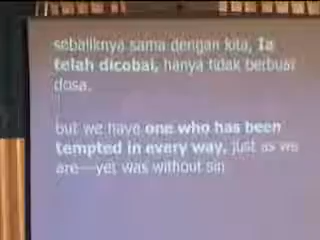 sebaliknya sama dengan kita, Ia
telah dicobai, hanya tidak berbuat
dosa.
but we have one who has been
tempted in every way, just as we
are—yet was without sin